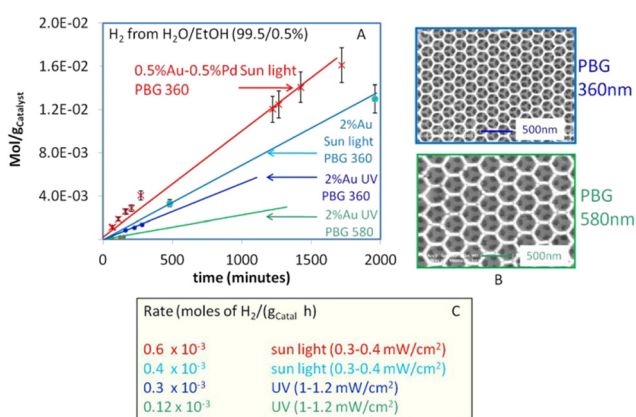 H₂ from H₂O/EtOH (99.5/0.5%) A
2.0E-02
1.6E-02
1.2E-02
8.0E-03
4.0E-03
Mol/gCatalyst
0.5%Au-0.5%Pd Sun light
PBG 360
2%Au
Sun light
PBG 360
2%Au UV
PBG 360
2%Au UV
PBG 580
0 500 1000 1500 2000
time (minutes)
PBG
360nm
500nm
PBG
580nm
500nm
B
Rate (moles of H₂/(gCatal h) C
0.6 x 10⁻³ sun light (0.3-0.4 mW/cm²)
0.4 x 10⁻³ sun light (0.3-0.4 mW/cm²)
0.3 x 10⁻³ UV (1-1.2 mW/cm²)
0.12 x 10⁻³ UV (1-1.2 mW/cm²)